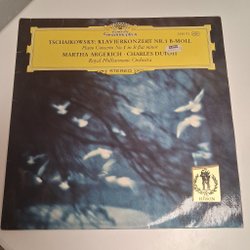 TSCHAIKOWSKY: KLAVIERKONZERT NR. 1 B-MOLL
Piano Concerto No. 1 in b flat minor
MARTHA ARGERICH · CHARLES DUTOIT
Royal Philharmonic Orchestra
STEREO